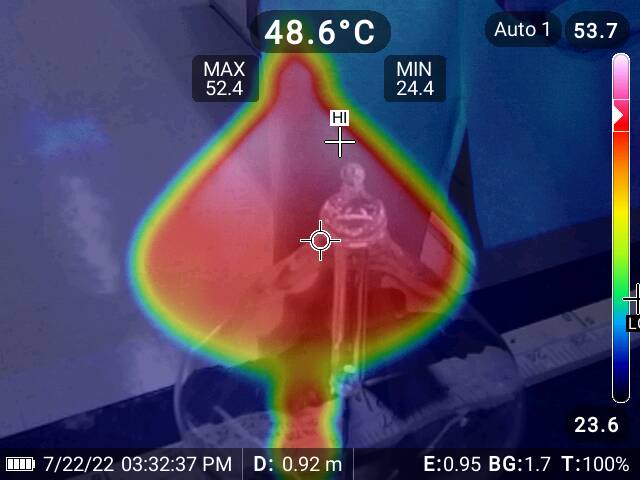 48.6°C
Auto 1
53.7
MAX
52.4
MIN
24.4
HI
23.6
7/22/22 03:32:37 PM
D: 0.92 m
E:0.95 BG:1.7 T:100%